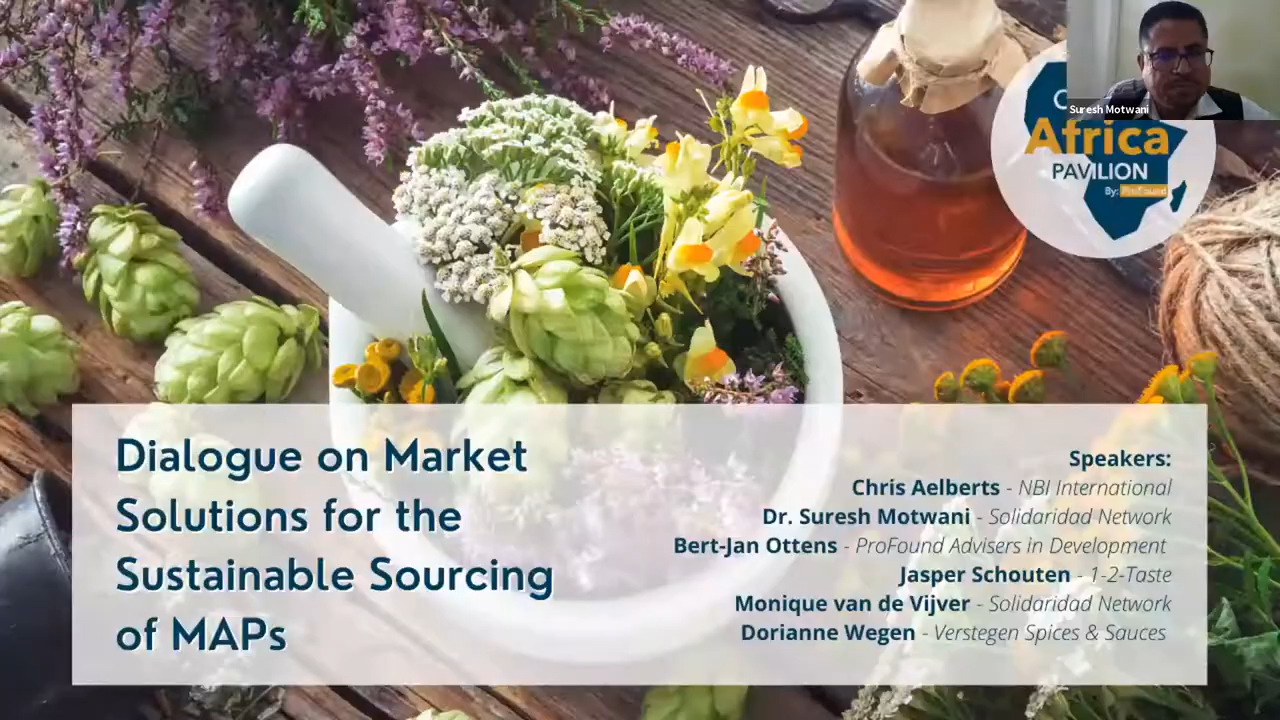 Suresh Motwani
Africa
PAVILION
By: ProFound
Dialogue on Market
Solutions for the
Sustainable Sourcing
of MAPs
Speakers:
Chris Aelberts - NBI International
Dr. Suresh Motwani - Solidaridad Network
Bert-Jan Ottens - ProFound Advisers in Development
Jasper Schouten - 1-2-Taste
Monique van de Vijver - Solidaridad Network
Dorianne Wegen - Verstegen Spices & Sauces